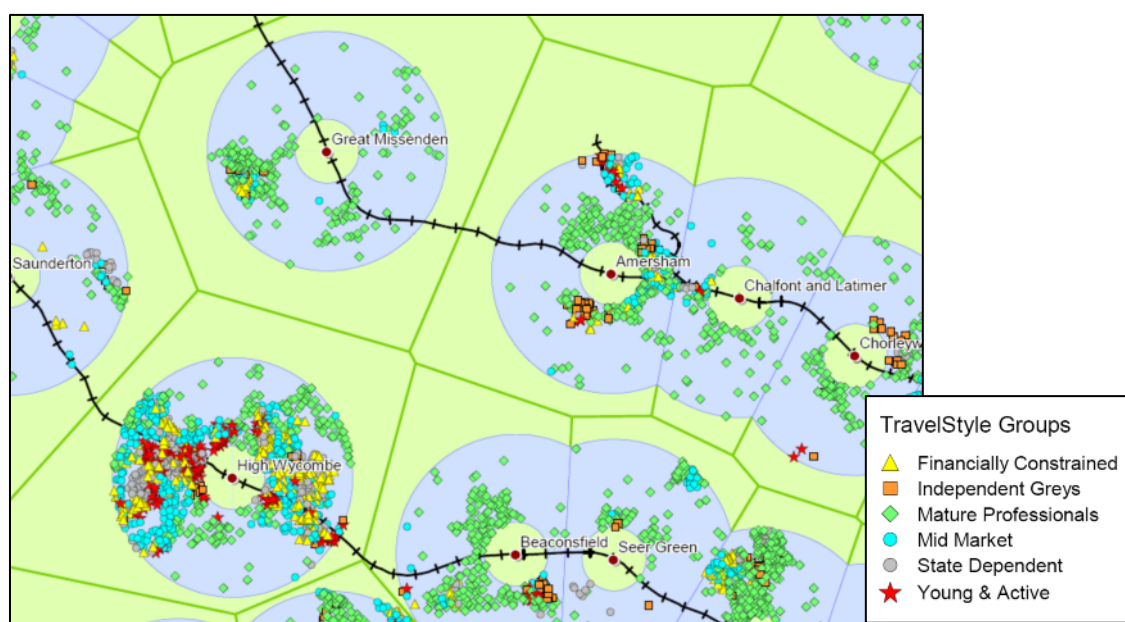 Great Missenden
Saunderton
Amersham
Chalfont and Latimer
Chorleyw
High Wycombe
Beaconsfield
Seer Green
TravelStyle Groups
Financially Constrained
Independent Greys
Mature Professionals
Mid Market
State Dependent
Young & Active